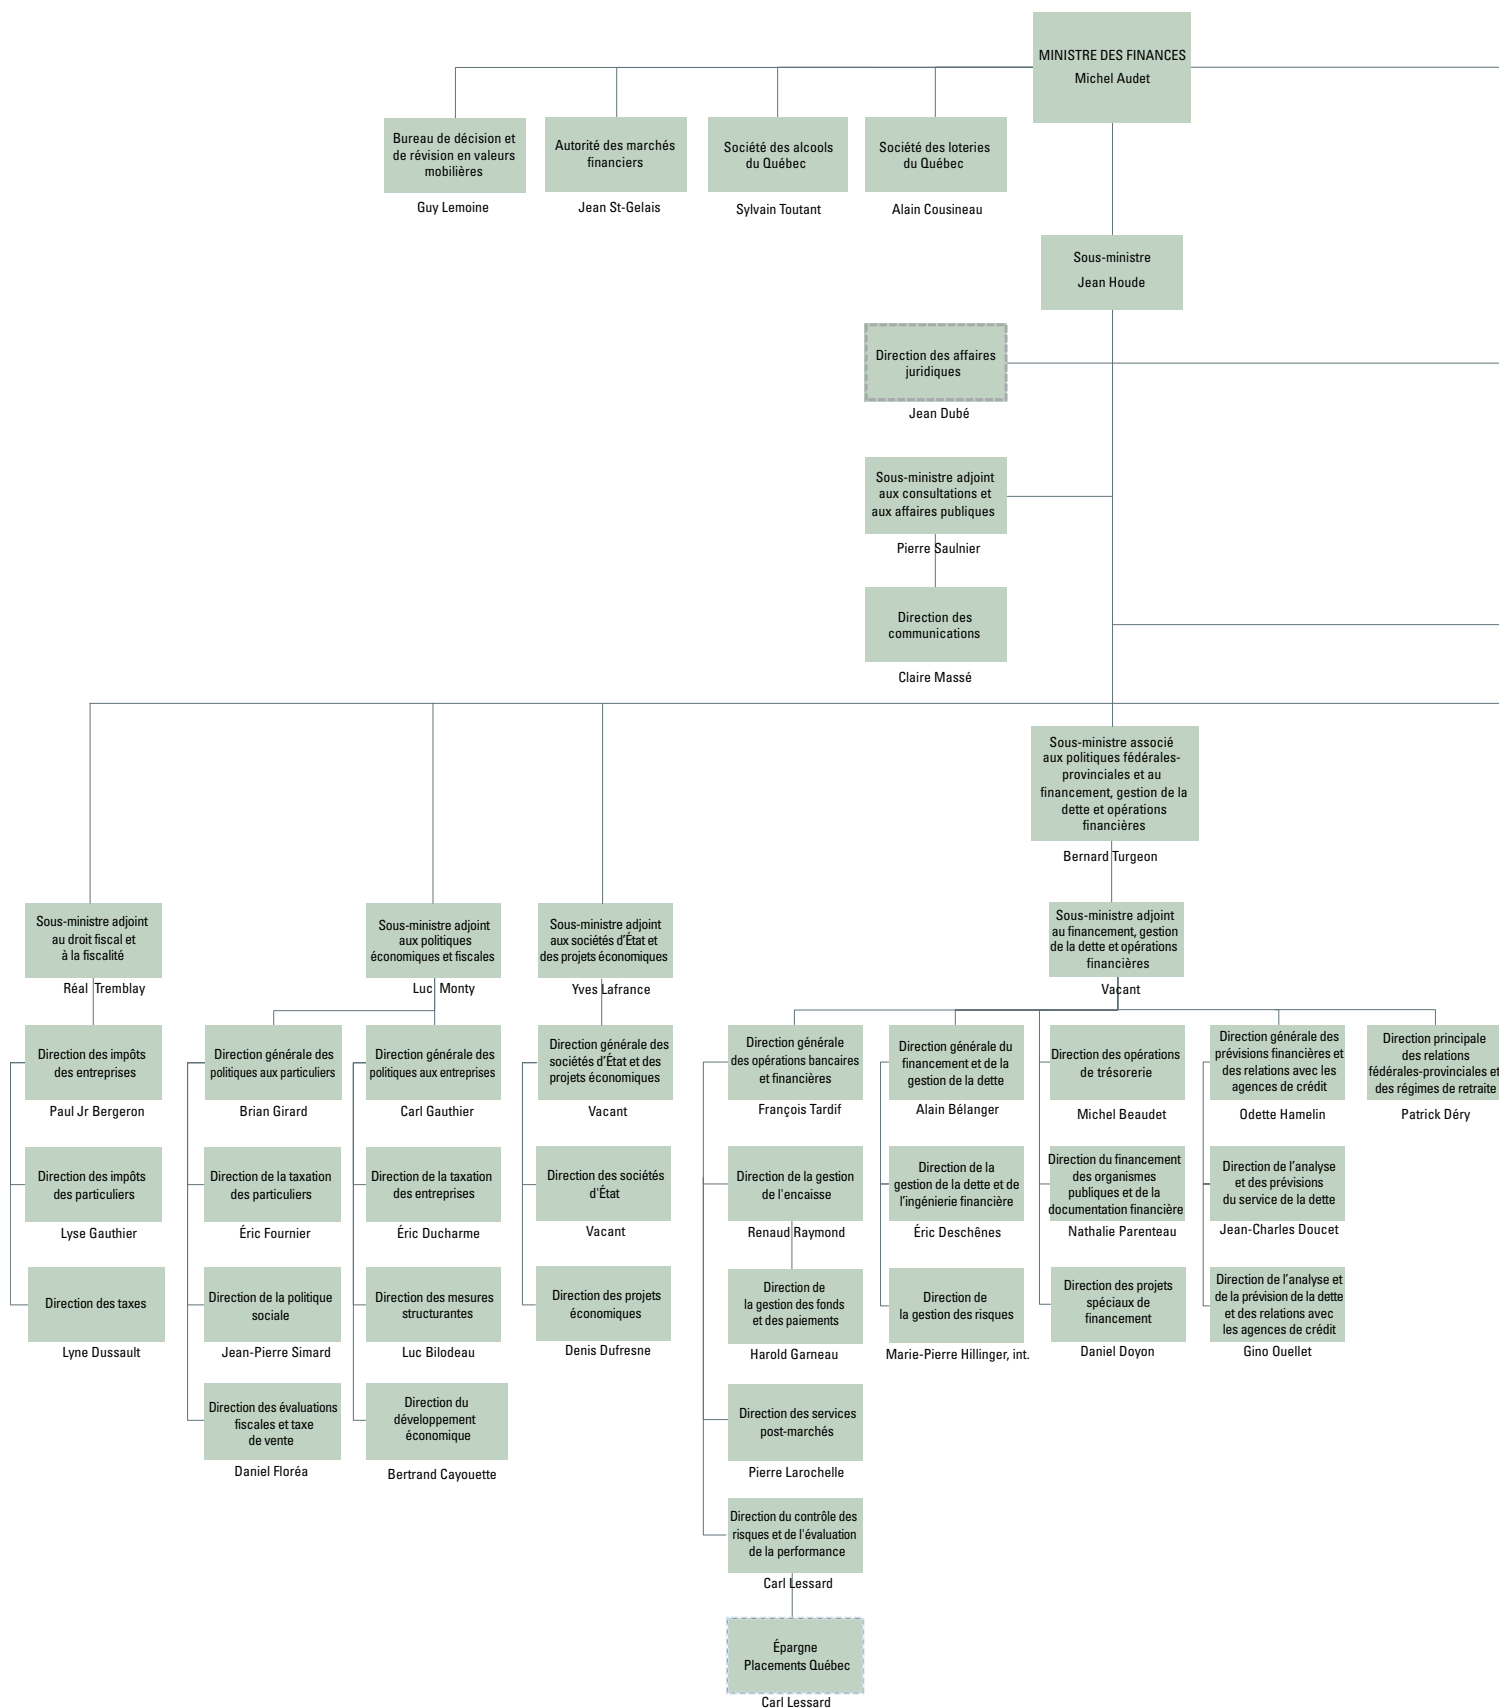 MINISTRE DES FINANCES
Michel Audet
Bureau de décision et
de révision en valeurs
mobilières
Guy Lemoine
Autorité des marchés
financiers
Jean St-Gelais
Société des alcools
du Québec
Sylvain Toutant
Société des loteries
du Québec
Alain Cousineau
Sous-ministre
Jean Houde
Direction des affaires
juridiques
Jean Dubé
Sous-ministre adjoint
aux consultations et
aux affaires publiques
Pierre Saulnier
Direction des
communications
Claire Massé
Sous-ministre associé
aux politiques fédérales-
provinciales et au
financement, gestion de la
dette et opérations
financières
Bernard Turgeon
Sous-ministre adjoint
au droit fiscal et
à la fiscalité
Réal Tremblay
Direction des impôts
des entreprises
Paul Jr Bergeron
Direction des impôts
des particuliers
Lyse Gauthier
Direction des taxes
Lyne Dussault
Sous-ministre adjoint
aux politiques
économiques et fiscales
Luc Monty
Direction générale des
politiques aux particuliers
Brian Girard
Direction de la taxation
des particuliers
Éric Fournier
Direction de la politique
sociale
Jean-Pierre Simard
Direction des évaluations
fiscales et taxe
de vente
Daniel Floréa
Direction générale des
politiques aux entreprises
Carl Gauthier
Direction de la taxation
des entreprises
Éric Ducharme
Direction des mesures
structurantes
Luc Bilodeau
Direction du
développement
économique
Bertrand Cayouette
Sous-ministre adjoint
aux sociétés d'État et
des projets économiques
Yves Lafrance
Direction générale des
sociétés d'État et des
projets économiques
Vacant
Direction des sociétés
d'État
Vacant
Direction des projets
économiques
Denis Dufresne
Sous-ministre adjoint
au financement, gestion
de la dette et opérations
financières
Vacant
Direction générale
des opérations bancaires
et financières
François Tardif
Direction de la gestion
de l'encaisse
Renaud Raymond
Direction de
la gestion des fonds
et des paiements
Harold Garneau
Direction des services
post-marchés
Pierre Larochelle
Direction du contrôle des
risques et de l'évaluation
de la performance
Carl Lessard
Épargne
Placements Québec
Carl Lessard
Direction générale du
financement et de la
gestion de la dette
Alain Bélanger
Direction de la
gestion de la dette et de
l'ingénierie financière
Éric Deschênes
Direction de
la gestion des risques
Marie-Pierre Hillinger, int.
Direction des opérations
de trésorerie
Michel Beaudet
Direction du financement
des organismes
publiques et de la
documentation financière
Nathalie Parenteau
Direction des projets
spéciaux de
financement
Daniel Doyon
Direction générale des
prévisions financières et
des relations avec les
agences de crédit
Odette Hamelin
Direction de l'analyse
et des prévisions
du service de la dette
Jean-Charles Doucet
Direction de l'analyse et
de la prévision de la dette
et des relations avec
les agences de crédit
Gino Ouellet
Direction principale
des relations
fédérales-provinciales et
des régimes de retraite
Patrick Déry